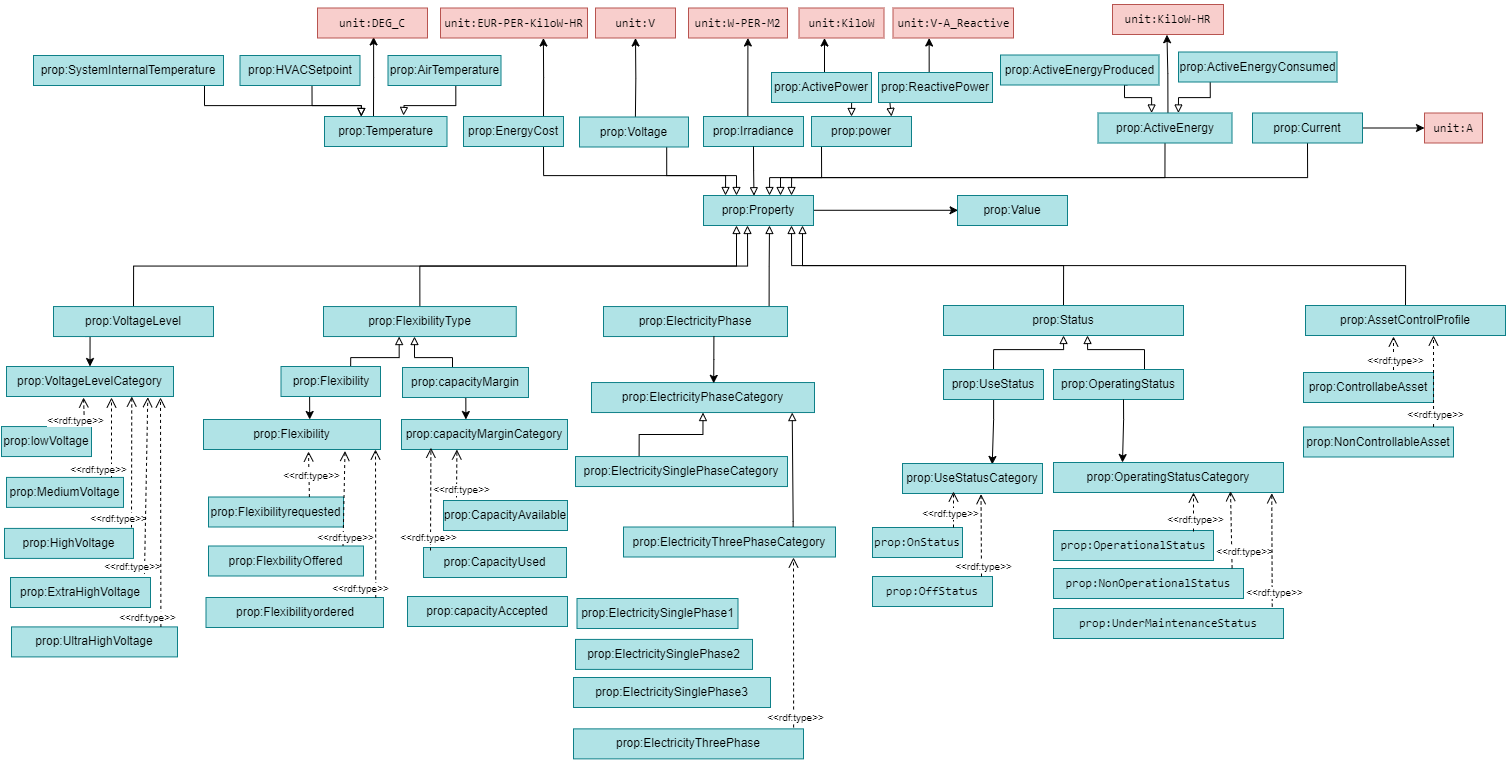 unit:DEG_C
unit:EUR-PER-KiloW-HR
unit:V
unit:W-PER-M2
unit:KiloW
unit:V-A_Reactive
unit:KiloW-HR
prop:SystemInternalTemperature
prop:HVACSetpoint
prop:AirTemperature
prop:ActivePower
prop:ReactivePower
prop:ActiveEnergyProduced
prop:ActiveEnergyConsumed
prop:Temperature
prop:EnergyCost
prop:Voltage
prop:Irradiance
prop:power
prop:ActiveEnergy
prop:Current
unit:A
prop:Property
prop:Value
prop:VoltageLevel
prop:FlexibilityType
prop:ElectricityPhase
prop:Status
prop:AssetControlProfile
<<rdf:type>>
prop:VoltageLevelCategory
prop:Flexibility
prop:capacityMargin
prop:ElectricityPhaseCategory
prop:UseStatus
prop:OperatingStatus
prop:ControllabeAsset
<<rdf:type>>
<<rdf:type>>
prop:lowVoltage
prop:Flexibility
prop:capacityMarginCategory
prop:NonControllableAsset
<<rdf:type>>
<<rdf:type>>
<<rdf:type>>
prop:ElectricitySinglePhaseCategory
prop:UseStatusCategory
prop:OperatingStatusCategory
prop:MediumVoltage
prop:Flexibilityrequested
prop:CapacityAvailable
<<rdf:type>>
<<rdf:type>>
<<rdf:type>>
prop:HighVoltage
<<rdf:type>>
<<rdf:type>>
prop:ElectricityThreePhaseCategory
prop:OnStatus
prop:OperationalStatus
<<rdf:type>>
<<rdf:type>>
prop:FlexbilityOffered
prop:CapacityUsed
<<rdf:type>>
prop:NonOperationalStatus
prop:ExtraHighVoltage
<<rdf:type>>
prop:OffStatus
<<rdf:type>>
<<rdf:type>>
prop:Flexibilityordered
prop:capacityAccepted
prop:ElectricitySinglePhase1
prop:UnderMaintenanceStatus
prop:UltraHighVoltage
prop:ElectricitySinglePhase2
prop:ElectricitySinglePhase3
<<rdf:type>>
prop:ElectricityThreePhase